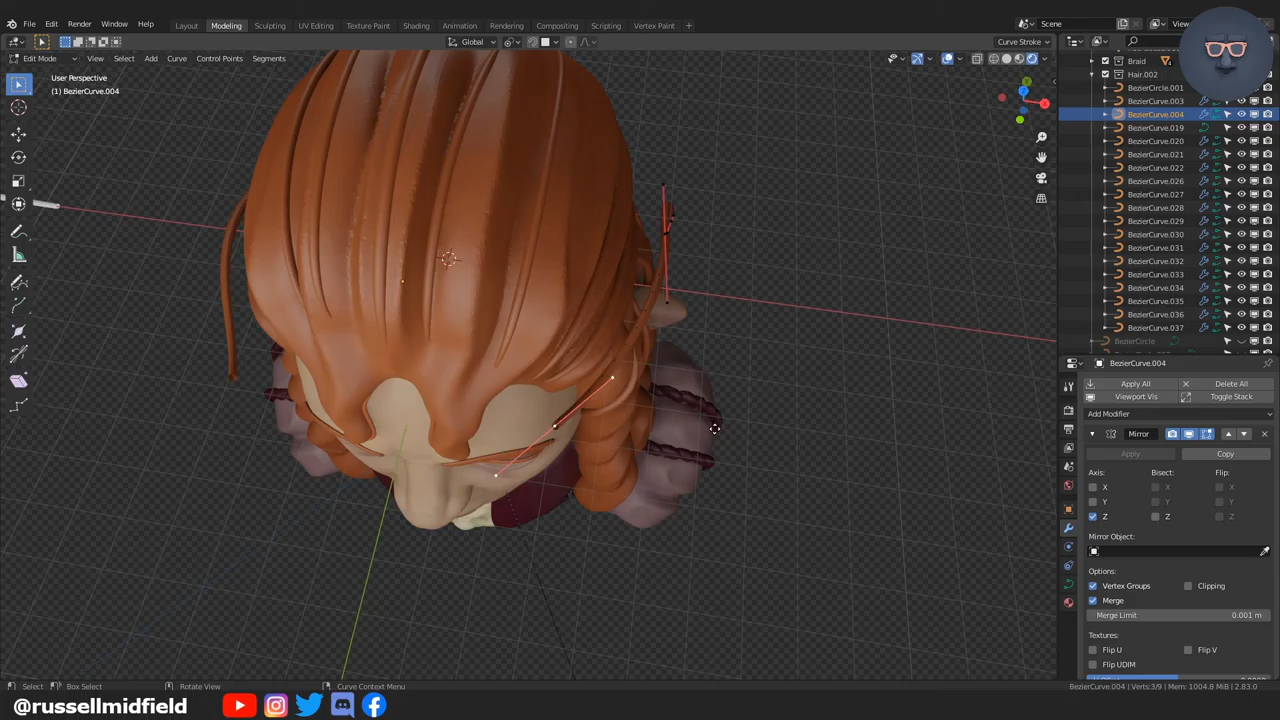 File Edit Render Window Help Layout Modeling Sculpting UV Editing Texture Paint Shading Animation Rendering Compositing Scripting Vertex Paint + Scene View
Global Curve Stroke
Edit Mode View Select Add Curve Control Points Segments
User Perspective
(1) BezierCurve.004
Braid
Hair.002
BezierCircle.001
BezierCurve.003
BezierCurve.004
BezierCurve.019
BezierCurve.020
BezierCurve.021
BezierCurve.022
BezierCurve.026
BezierCurve.027
BezierCurve.028
BezierCurve.029
BezierCurve.030
BezierCurve.031
BezierCurve.032
BezierCurve.033
BezierCurve.034
BezierCurve.035
BezierCurve.036
BezierCurve.037
BezierCircle
BezierCurve.004
Apply All Delete All
Viewport Vis Toggle Stack
Add Modifier
Mirror
Apply Copy
Axis: Bisect: Flip:
X X X
Y Y Y
Z Z Z
Mirror Object:
Options:
Vertex Groups Clipping
Merge
Merge Limit 0.001 m
Textures:
Flip U Flip V
Flip UDIM
Select Box Select Rotate View Curve Context Menu BezierCurve.004 | Verts:3/9 | Mem: 1004.8 MiB | 2.83.0
@russellmidfield